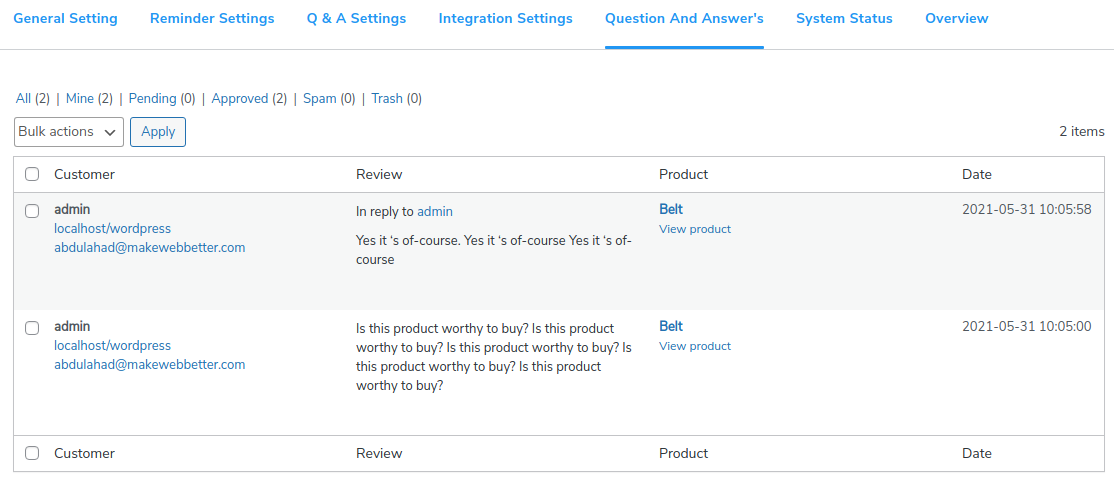 General Setting Reminder Settings Q & A Settings Integration Settings Question And Answer's System Status Overview
All (2) | Mine (2) | Pending (0) | Approved (2) | Spam (0) | Trash (0)
Bulk actions Apply 2 items
Customer Review Product Date
admin In reply to admin Belt 2021-05-31 10:05:58
localhost/wordpress View product
abdulahad@makewebbetter.com Yes it ‘s of-course. Yes it ‘s of-course Yes it ‘s of-
course
admin Is this product worthy to buy? Is this product Belt 2021-05-31 10:05:00
localhost/wordpress worthy to buy? Is this product worthy to buy? Is View product
abdulahad@makewebbetter.com this product worthy to buy? Is this product
worthy to buy?
Customer Review Product Date